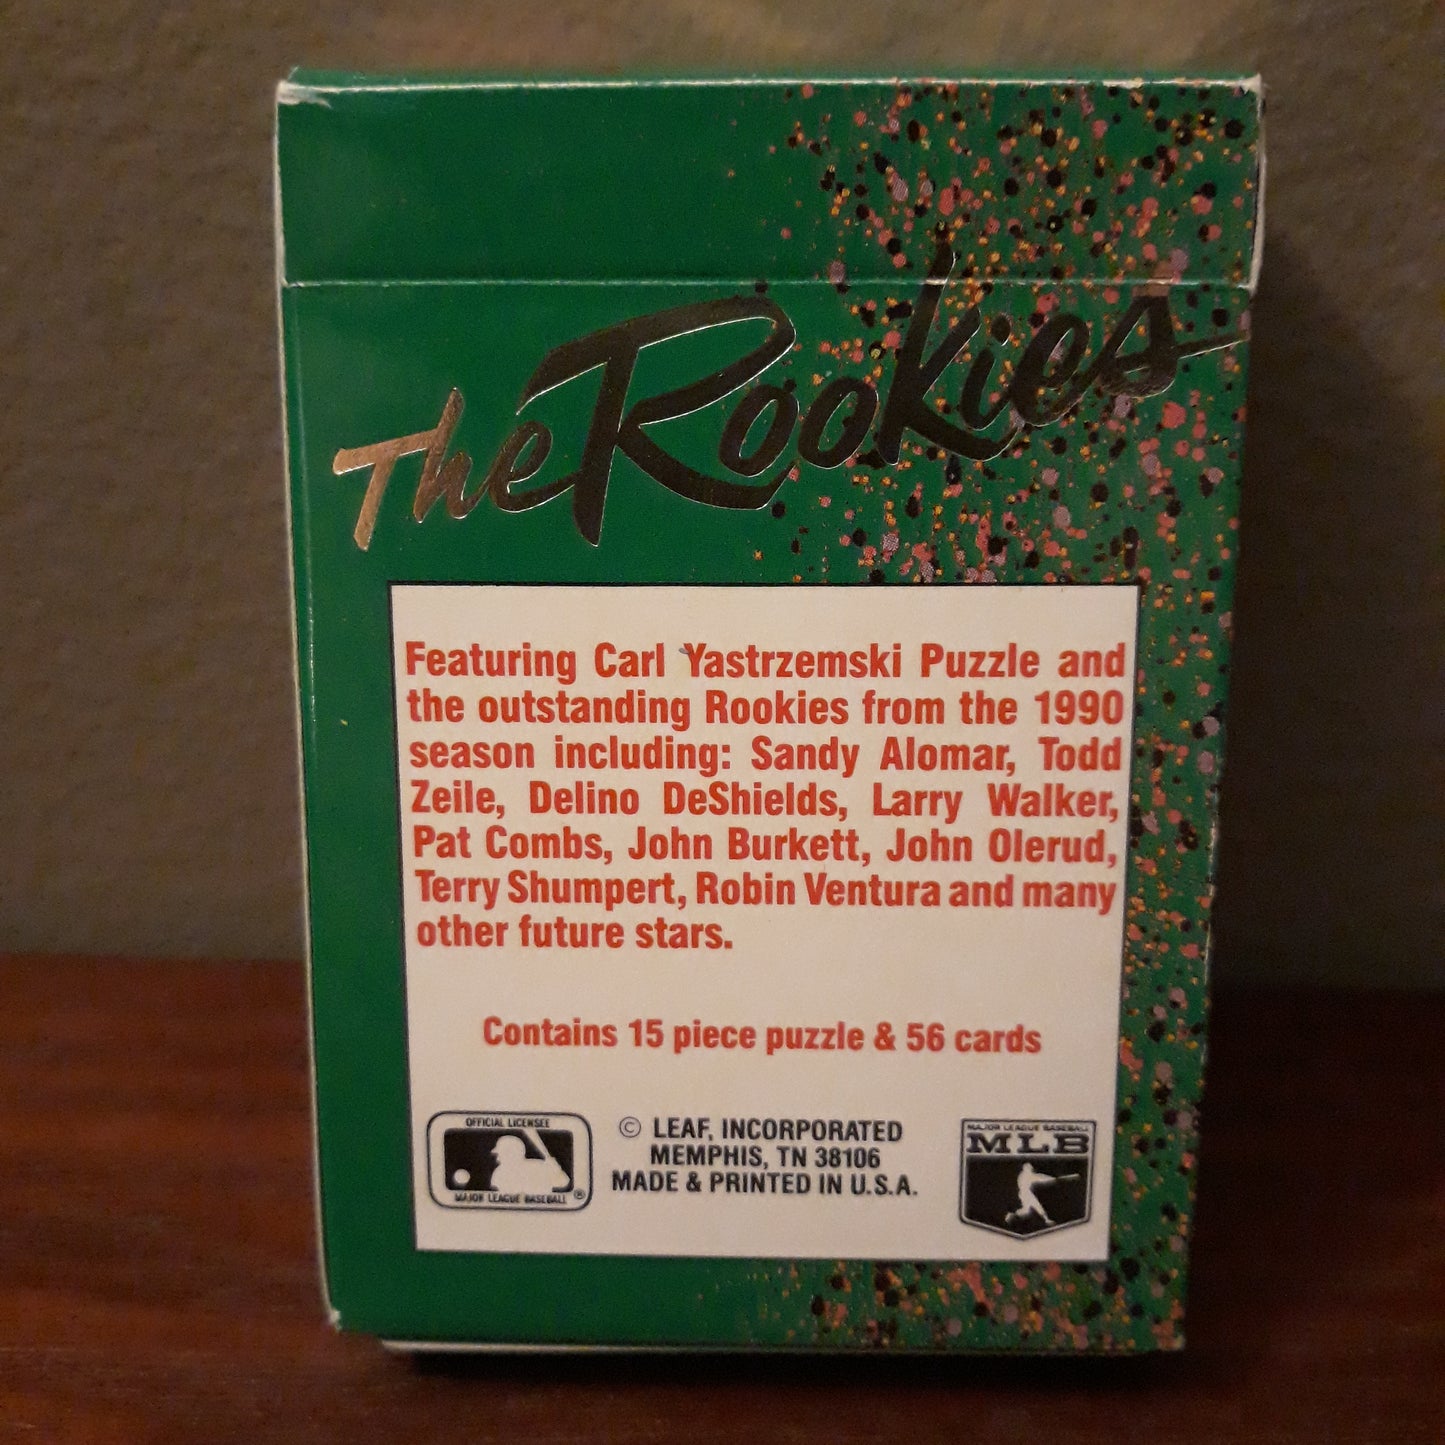 The Rookies
Featuring Carl Yastrzemski Puzzle and
the outstanding Rookies from the 1990
season including: Sandy Alomar, Todd
Zeile, Delino DeShields, Larry Walker,
Pat Combs, John Burkett, John Olerud,
Terry Shumpert, Robin Ventura and many
other future stars.
Contains 15 piece puzzle & 56 cards
OFFICIAL LICENSEE
MAJOR LEAGUE BASEBALL ®
© LEAF, INCORPORATED
MEMPHIS, TN 38106
MADE & PRINTED IN U.S.A.
MAJOR LEAGUE BASEBALL
MLB